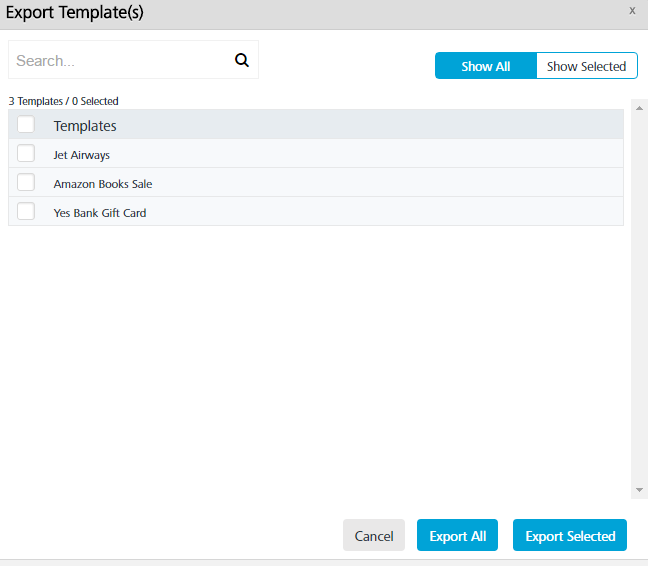 Export Template(s) x
Search...
Show All Show Selected
3 Templates / 0 Selected
Templates
Jet Airways
Amazon Books Sale
Yes Bank Gift Card
Cancel Export All Export Selected